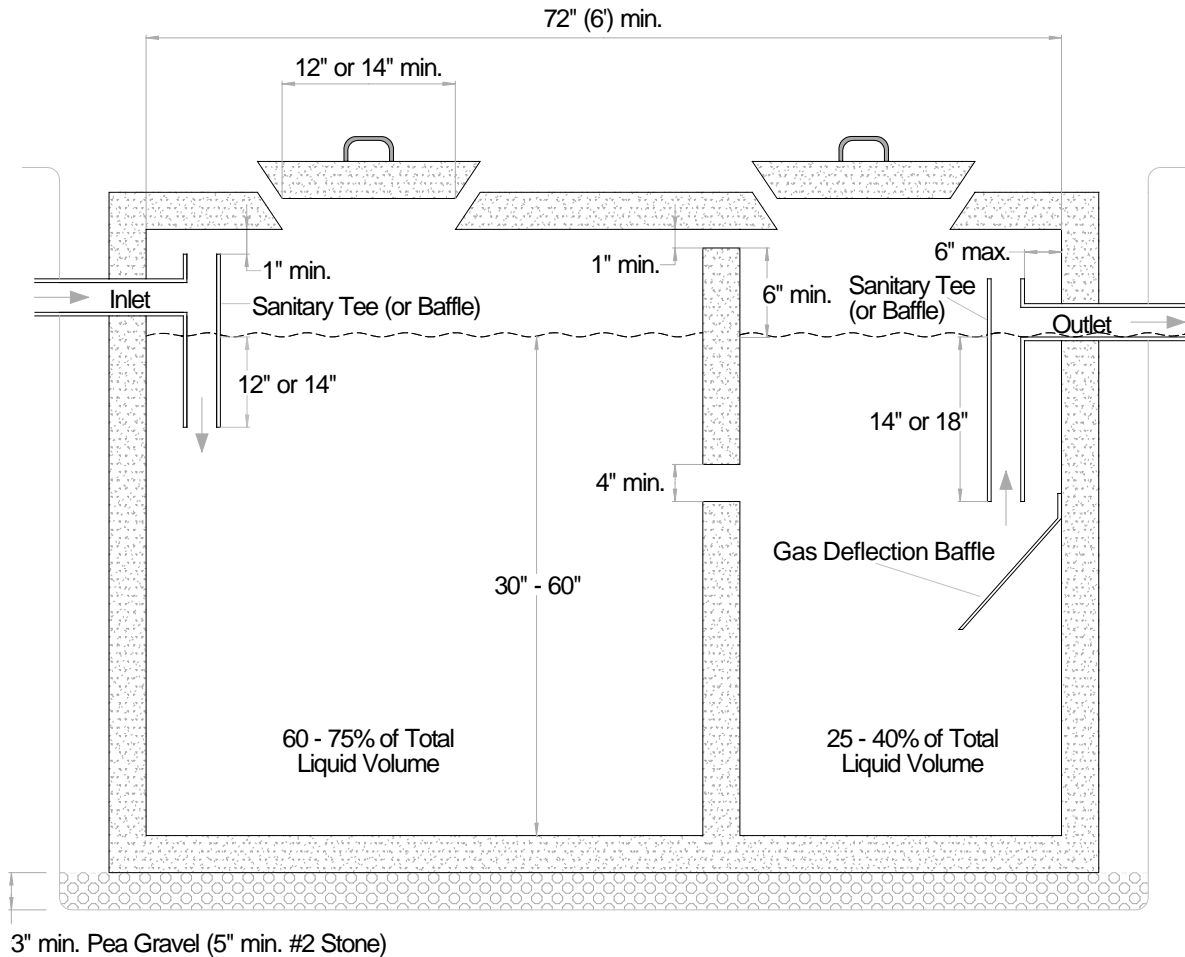 72" (6') min.
12" or 14" min.
1" min.
Inlet
Sanitary Tee (or Baffle)
12" or 14"
1" min.
6" min.
6" max.
Sanitary Tee
(or Baffle)
Outlet
14" or 18"
4" min.
Gas Deflection Baffle
30" - 60"
60 - 75% of Total
Liquid Volume
25 - 40% of Total
Liquid Volume
3" min. Pea Gravel (5" min. #2 Stone)